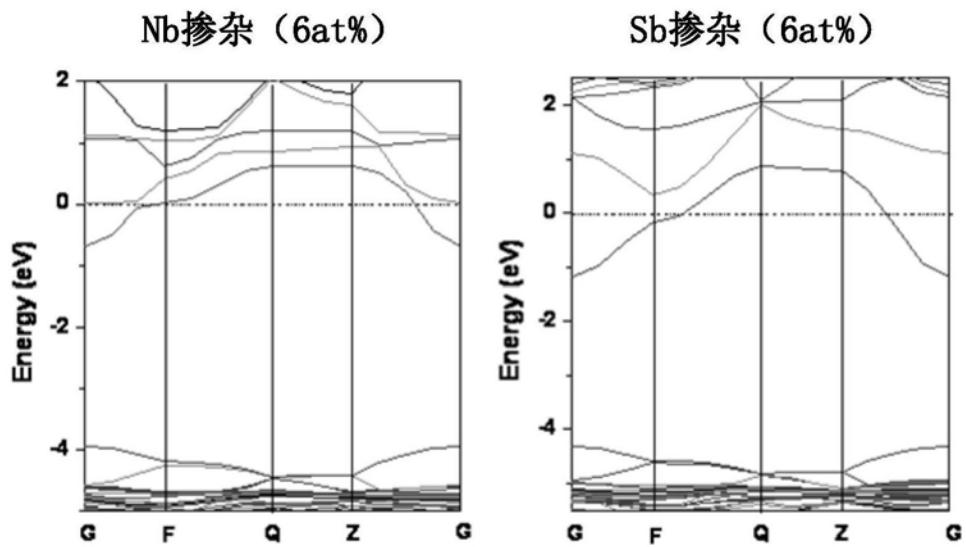 Nb掺杂（6at%）
Sb掺杂（6at%）
Energy (eV)
2
0
-2
-4
G F Q Z G
Energy (eV)
2
0
-2
-4
G F Q Z G